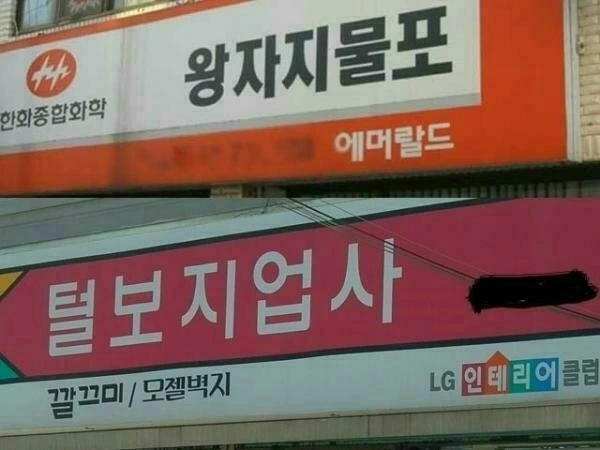 왕자지물포
한화종합화학
에머랄드
털보지업사
깔끄미/모젤벽지
LG 인테리어클럽